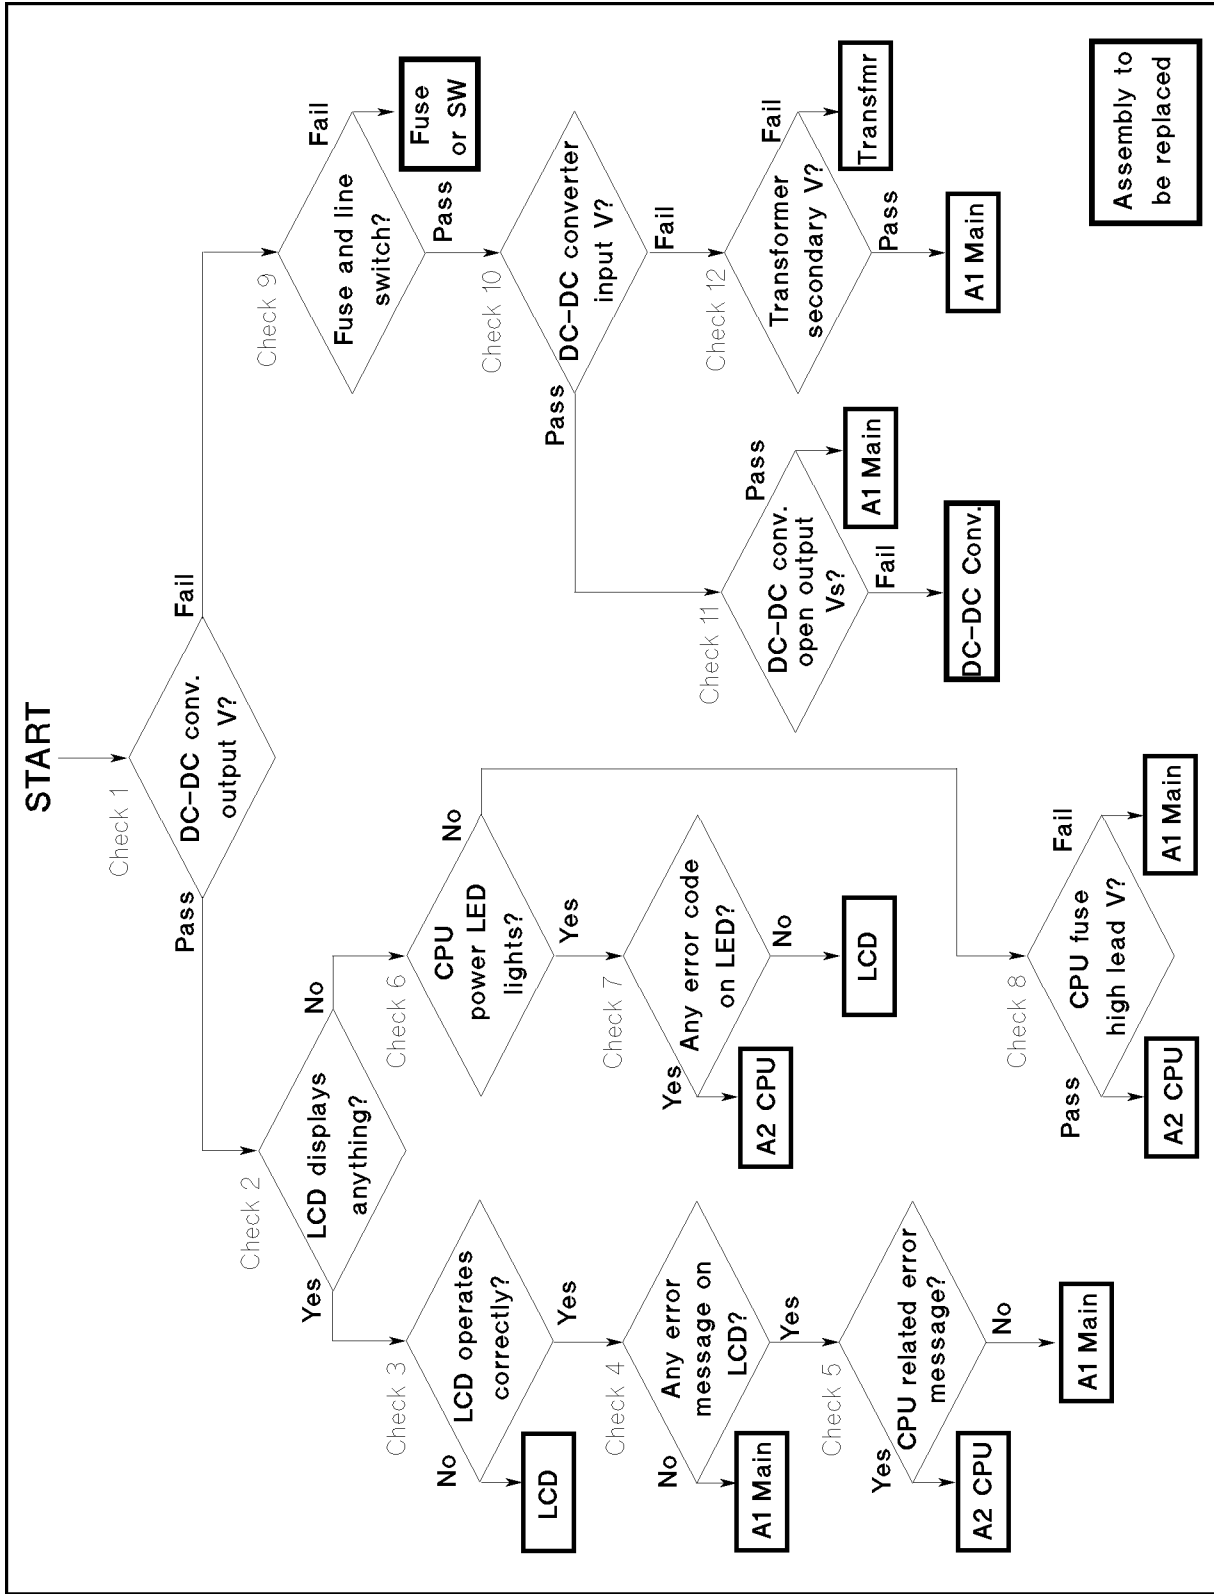 START
Check 1
DC-DC conv.
output V?
Pass
Fail
Check 2
LCD displays
anything?
Yes
No
Check 3
LCD operates
correctly?
No
Yes
LCD
Check 4
Any error
message on
LCD?
No
Yes
A1 Main
Check 5
CPU related error
message?
Yes
No
A2 CPU
A1 Main
Check 6
CPU
power LED
lights?
No
Yes
Check 7
Any error code
on LED?
Yes
No
A2 CPU
LCD
Check 8
CPU fuse
high lead V?
Pass
Fail
A2 CPU
A1 Main
Check 9
Fuse and line
switch?
Fail
Pass
Fuse
or SW
Check 10
DC-DC converter
input V?
Pass
Fail
Check 11
DC-DC conv.
open output
Vs?
Pass
Fail
A1 Main
DC-DC Conv.
Check 12
Transformer
secondary V?
Fail
Pass
Transfmr
A1 Main
Assembly to
be replaced